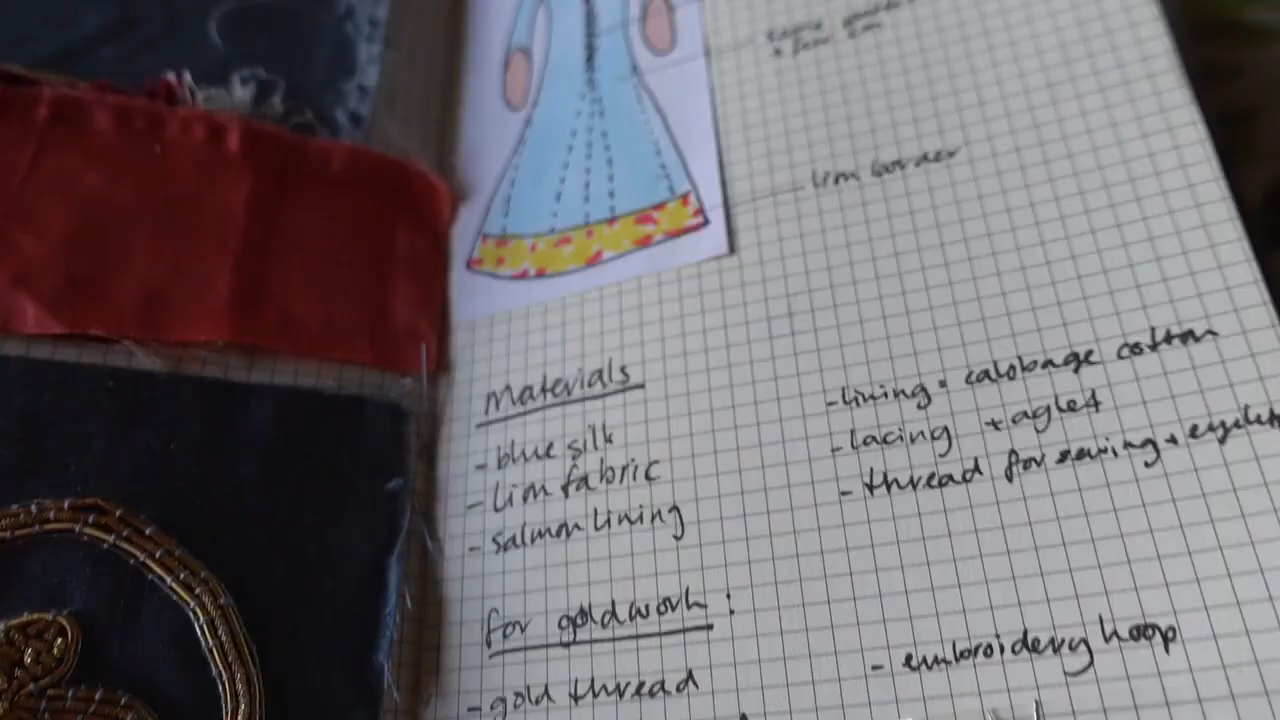 lim border
Materials
- blue silk
- lim fabric
- salmon lining
- lining = calobage cotton
- lacing + aglet
- thread for sewing + eyelets
for goldwork :
- gold thread
- embroidery hoop